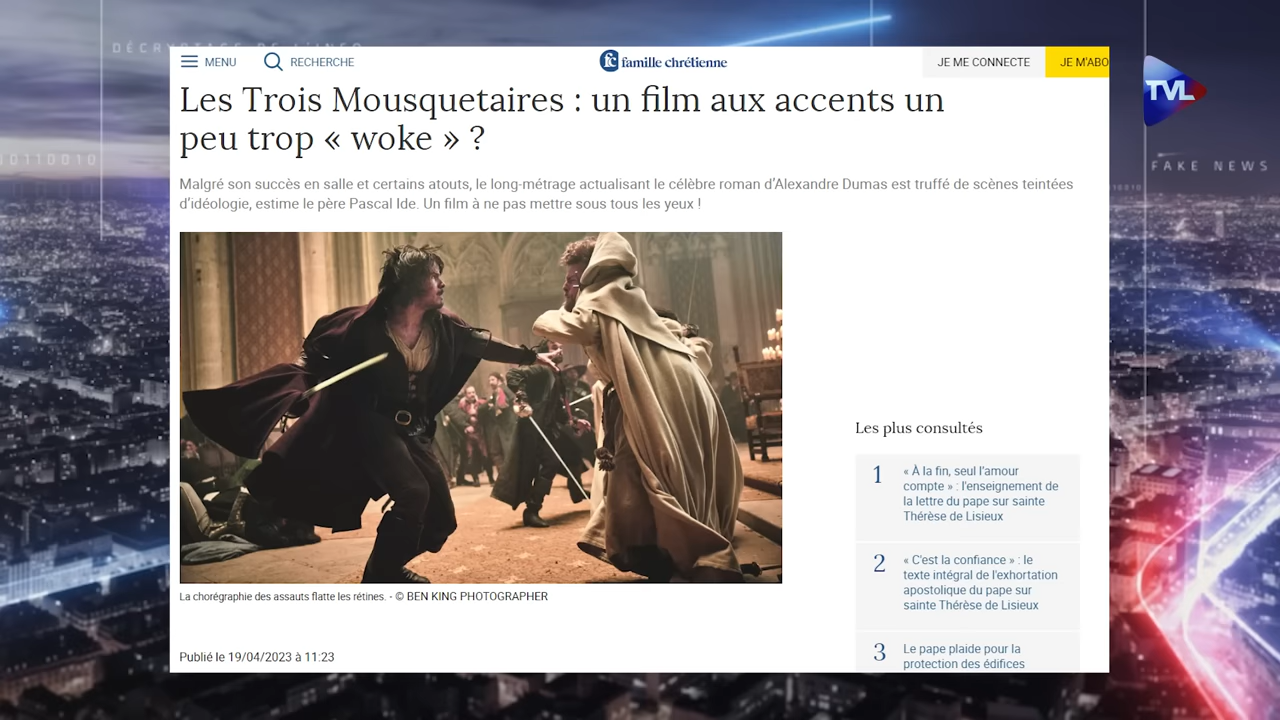 DÉCRYPTAGE DE L'INFO
MENU
RECHERCHE
fc famille chrétienne
JE ME CONNECTE
JE M'ABO
TVL
Les Trois Mousquetaires : un film aux accents un
peu trop « woke » ?
10110010
FAKE NEWS
Malgré son succès en salle et certains atouts, le long-métrage actualisant le célèbre roman d'Alexandre Dumas est truffé de scènes teintées
d'idéologie, estime le père Pascal Ide. Un film à ne pas mettre sous tous les yeux !
La chorégraphie des assauts flatte les rétines. - © BEN KING PHOTOGRAPHER
Publié le 19/04/2023 à 11:23
Les plus consultés
1
« À la fin, seul l'amour
compte » : l'enseignement de
la lettre du pape sur sainte
Thérèse de Lisieux
2
« C'est la confiance » : le
texte intégral de l'exhortation
apostolique du pape sur
sainte Thérèse de Lisieux
3
Le pape plaide pour la
protection des édifices